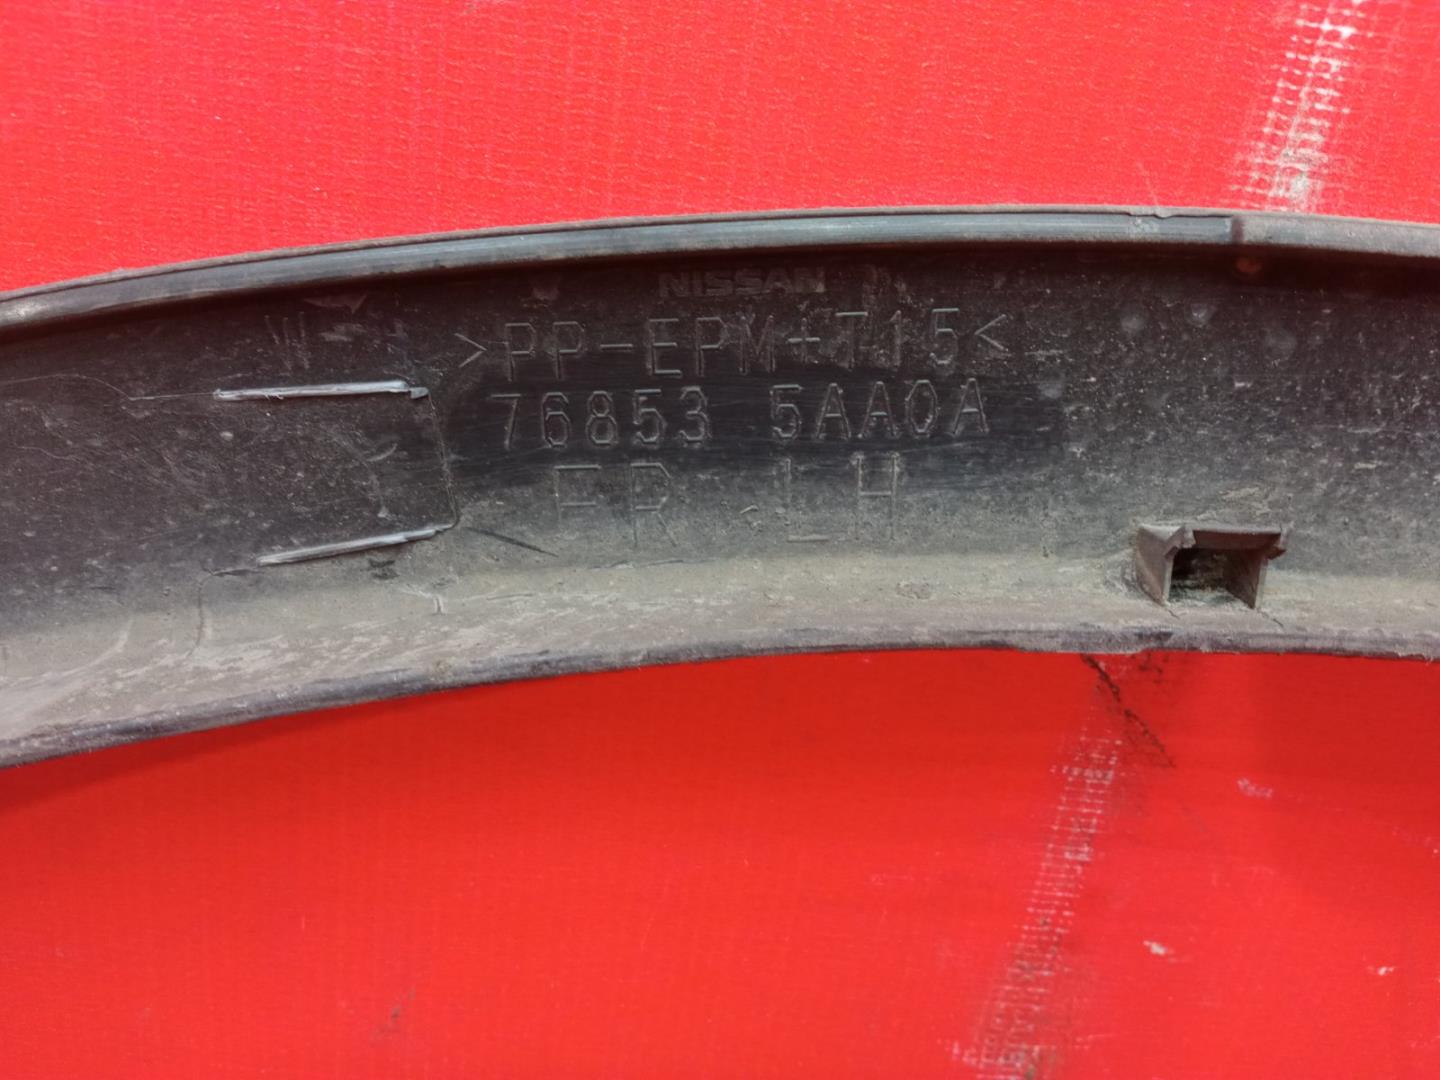 NISSAN
W
>PP-EPM+T15<
76853 5AA0A
FR LH